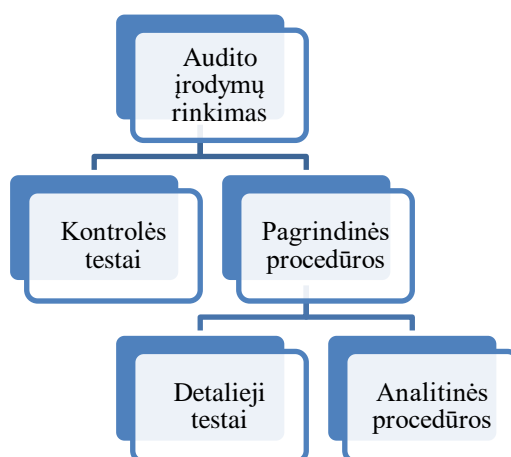 Audito
įrodymų
rinkimas
Kontrolės
testai
Pagrindinės
procedūros
Detalieji
testai
Analitinės
procedūros